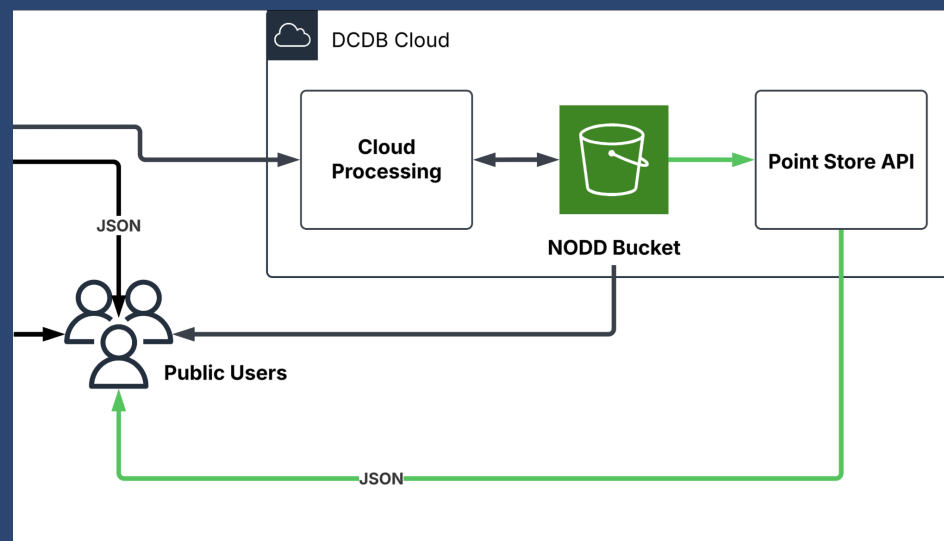 DCDB Cloud
Cloud
Processing
Point Store API
JSON
NODD Bucket
Public Users
JSON